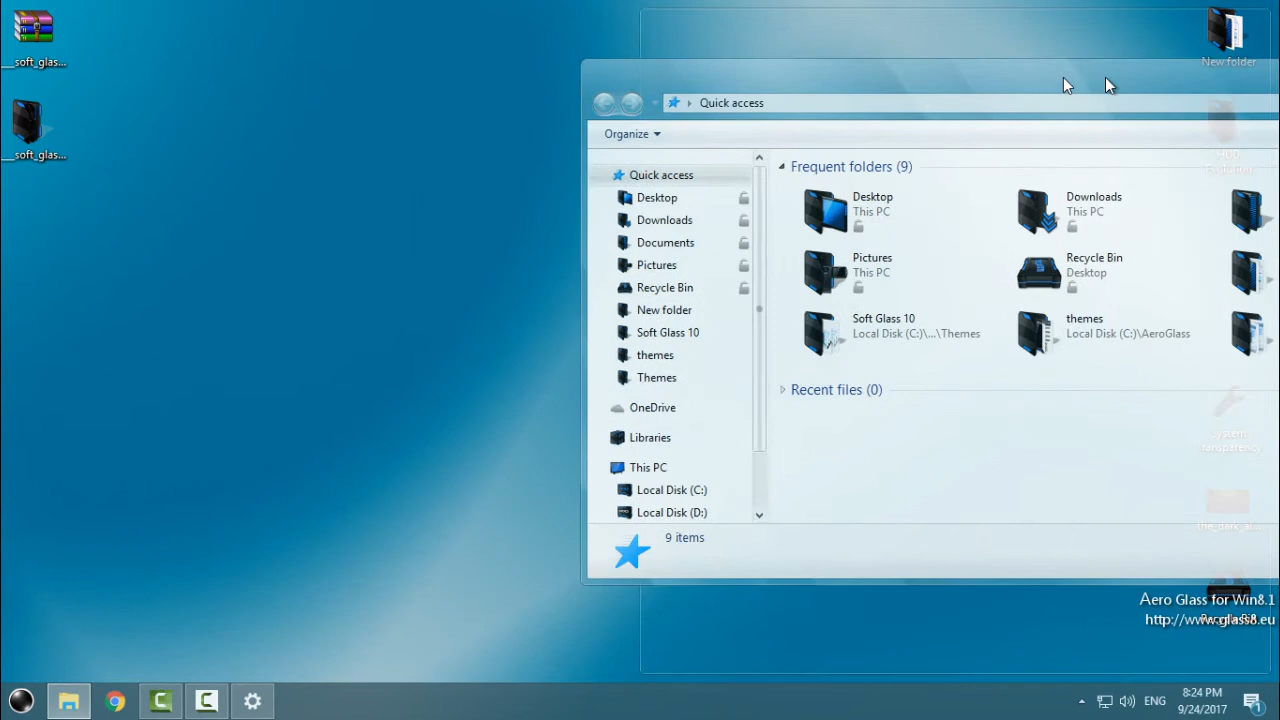 __soft_glas...
__soft_glas...
New folder
Quick access
Organize
Quick access
Desktop
Downloads
Documents
Pictures
Recycle Bin
New folder
Soft Glass 10
themes
Themes
OneDrive
Libraries
This PC
Local Disk (C:)
Local Disk (D:)
Frequent folders (9)
Desktop
This PC
Downloads
This PC
Pictures
This PC
Recycle Bin
Desktop
Soft Glass 10
Local Disk (C:)\...\Themes
themes
Local Disk (C:)\AeroGlass
Recent files (0)
9 items
Aero Glass for Win8.1
http://www.glass8.eu
ENG
8:24 PM
9/24/2017
1